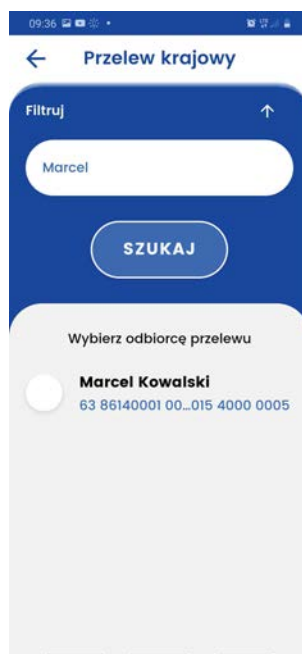 09:36
Przelew krajowy
Filtruj
Marcel
SZUKAJ
Wybierz odbiorcę przelewu
Marcel Kowalski
63 86140001 00...015 4000 0005